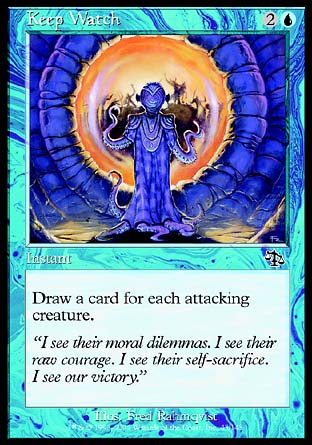 Keep Watch 2
Instant
Draw a card for each attacking
creature.
“I see their moral dilemmas. I see their
raw courage. I see their self-sacrifice.
I see our victory.”
Illus. Fred Rahmqvist